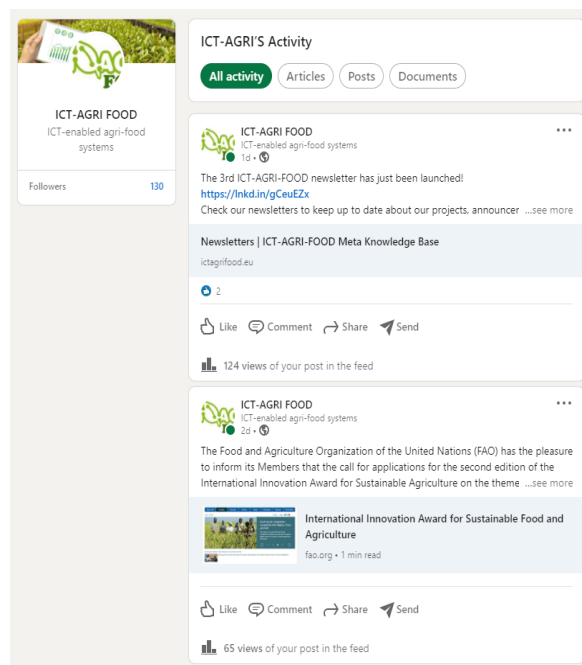 ICT-AGRI FOOD
ICT-enabled agri-food
systems
Followers 130
ICT-AGRI'S Activity
All activity Articles Posts Documents
ICT-AGRI FOOD
ICT-enabled agri-food systems
1d •
The 3rd ICT-AGRI-FOOD newsletter has just been launched!
https://lnkd.in/gCeuEZx
Check our newsletters to keep up to date about our projects, announcer ...see more
Newsletters | ICT-AGRI-FOOD Meta Knowledge Base
ictagrifood.eu
2
Like Comment Share Send
124 views of your post in the feed
ICT-AGRI FOOD
ICT-enabled agri-food systems
2d •
The Food and Agriculture Organization of the United Nations (FAO) has the pleasure
to inform its Members that the call for applications for the second edition of the
International Innovation Award for Sustainable Agriculture on the theme ...see more
International Innovation Award for Sustainable Food and
Agriculture
fao.org • 1 min read
Like Comment Share Send
65 views of your post in the feed